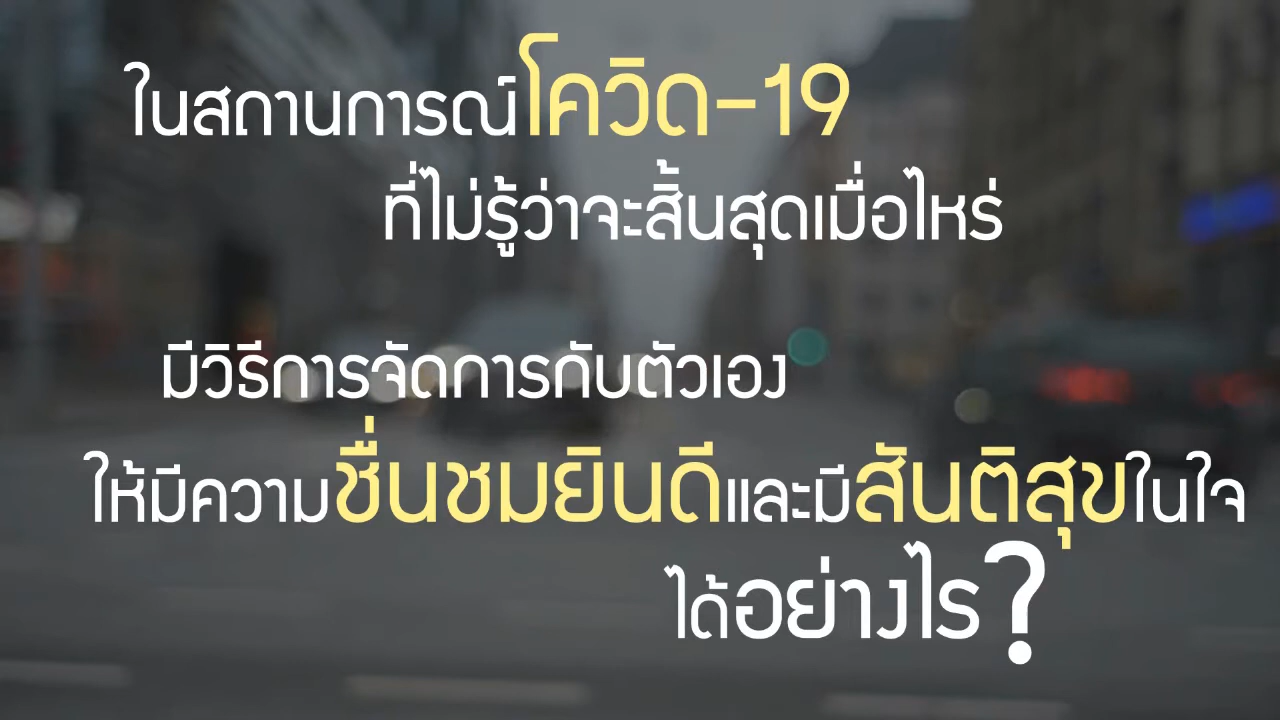 ในสถานการณ์โควิด-19
ที่ไม่รู้ว่าจะสิ้นสุดเมื่อไหร่
มีวิธีการจัดการกับตัวเอง
ให้มีความชื่นชมยินดีและมีสันติสุขในใจ
ได้อย่างไร?